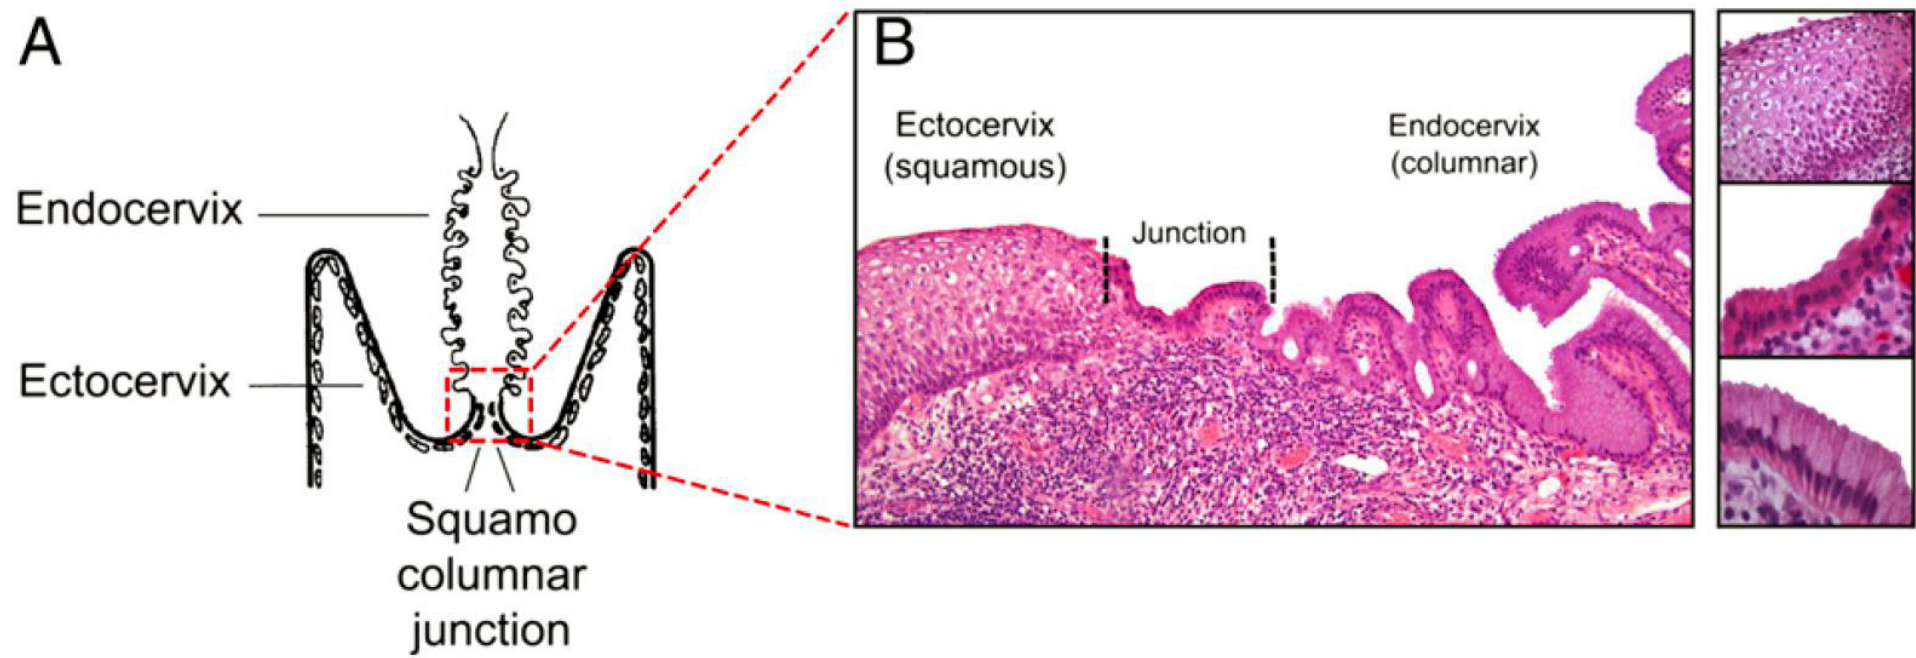 A
Endocervix
Ectocervix
Squamo
columnar
junction
B
Ectocervix
(squamous)
Junction
Endocervix
(columnar)